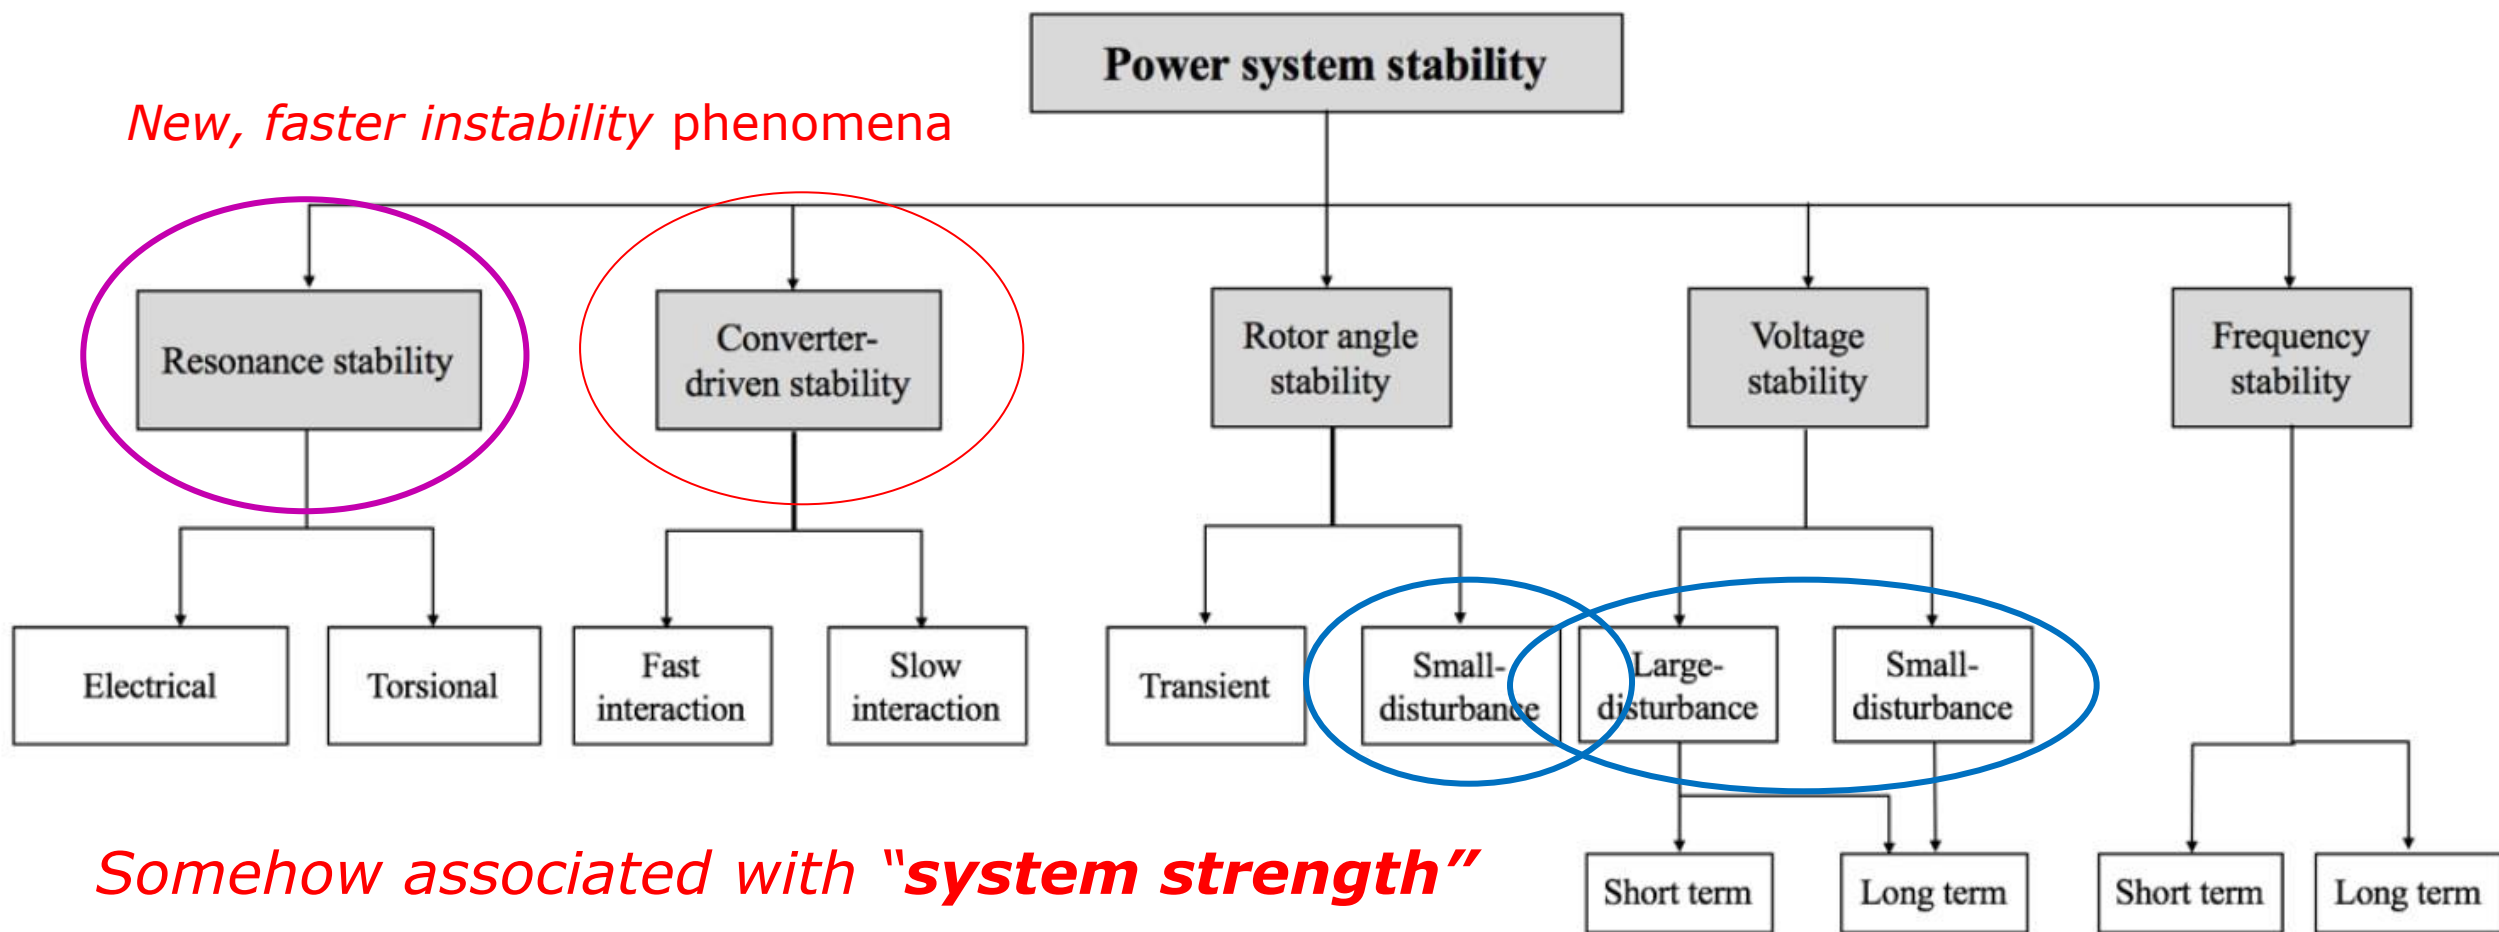 Power system stability
New, faster instability phenomena
Resonance stability
Converter-
driven stability
Rotor angle
stability
Voltage
stability
Frequency
stability
Electrical
Torsional
Fast
interaction
Slow
interaction
Transient
Small-
disturbance
Large-
disturbance
Small-
disturbance
Somehow associated with “system strength”
Short term
Long term
Short term
Long term